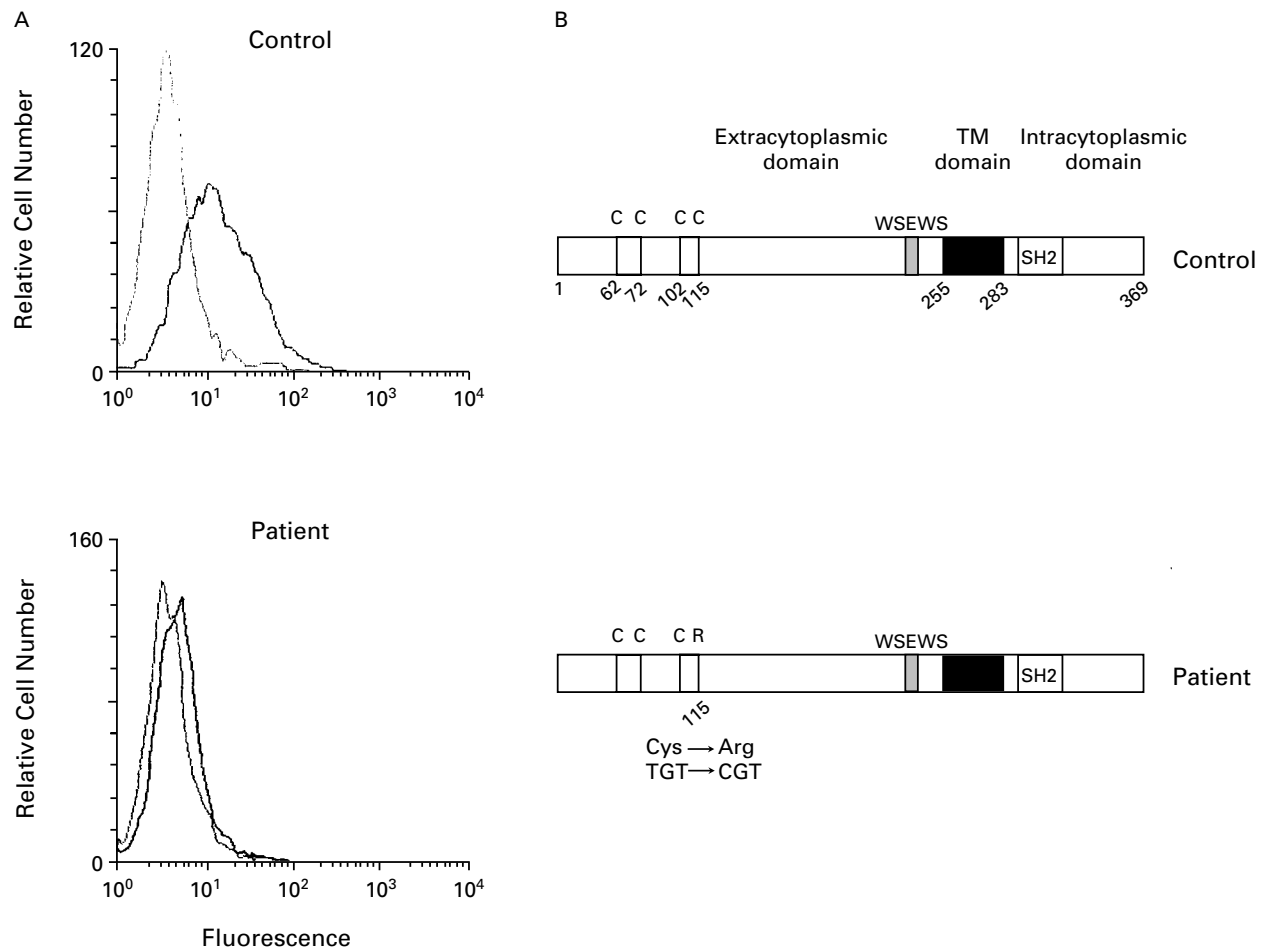 A
Control
120
Relative Cell Number
0
10⁰ 10¹ 10² 10³ 10⁴
Patient
160
Relative Cell Number
0
10⁰ 10¹ 10² 10³ 10⁴
Fluorescence
B
Extracytoplasmic domain
TM domain
Intracytoplasmic domain
C C C C WSEWS
SH2
Control
1 62 72 102 115 255 283 369
C C C R WSEWS
SH2
Patient
115
Cys → Arg
TGT → CGT